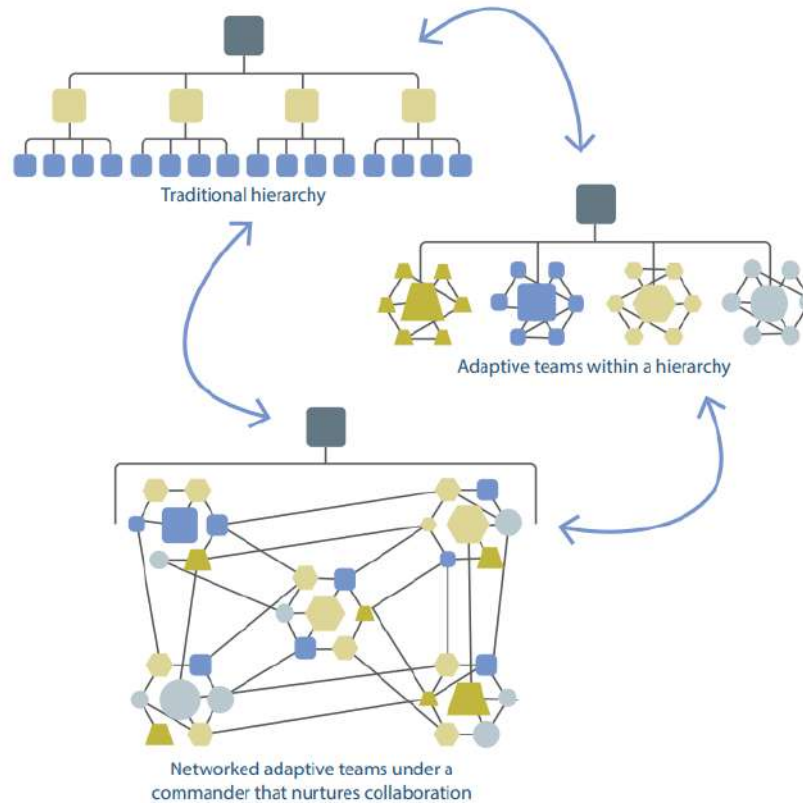 Traditional hierarchy
Adaptive teams within a hierarchy
Networked adaptive teams under a
commander that nurtures collaboration